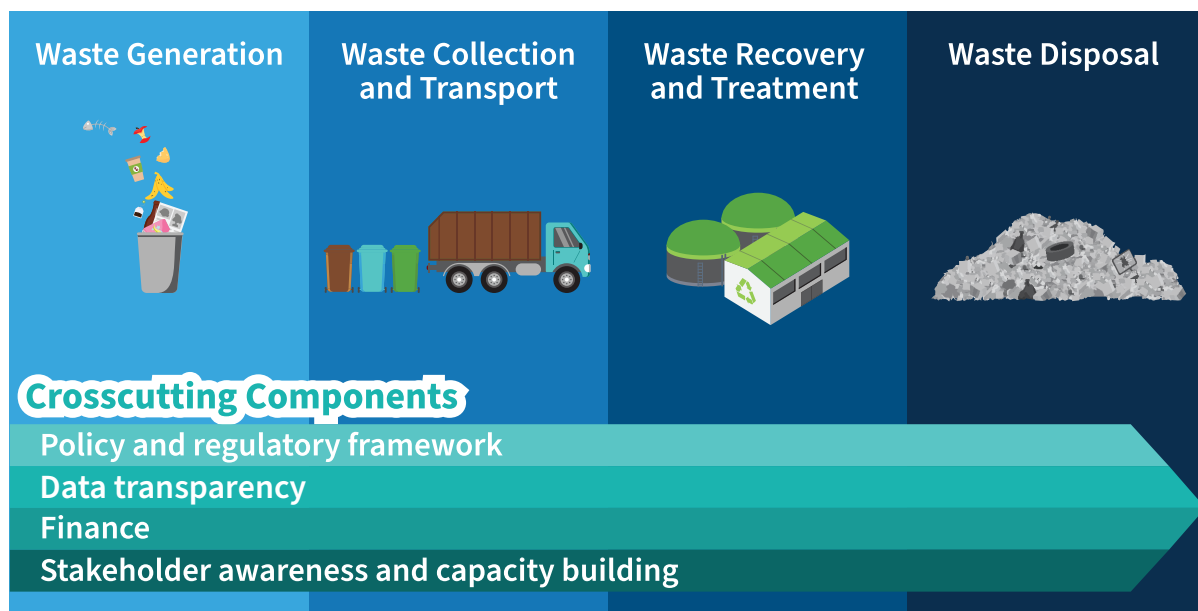 Waste Generation
Waste Collection
and Transport
Waste Recovery
and Treatment
Waste Disposal
Crosscutting Components
Policy and regulatory framework
Data transparency
Finance
Stakeholder awareness and capacity building